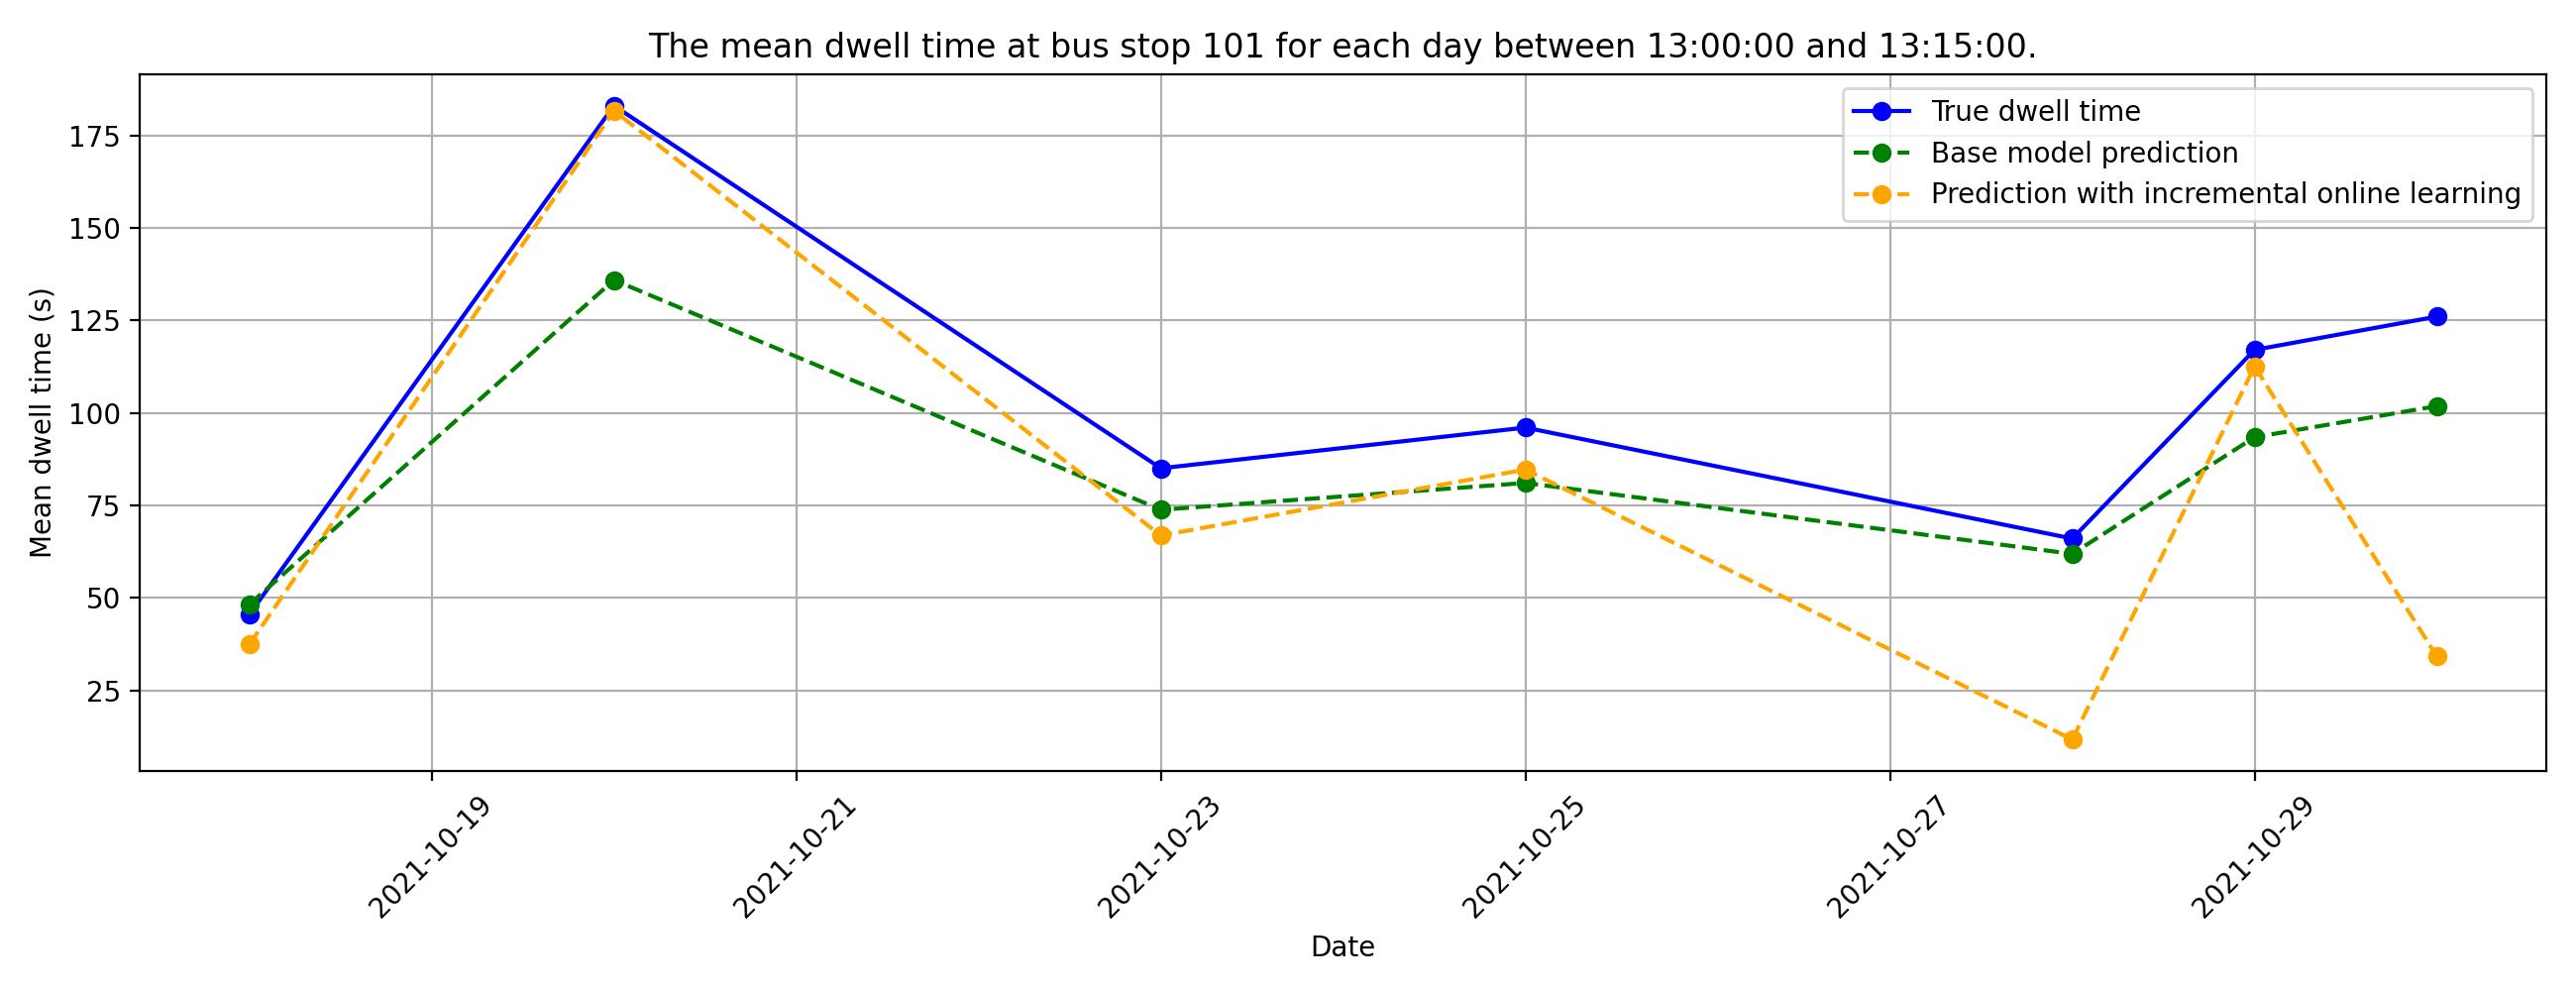 The mean dwell time at bus stop 101 for each day between 13:00:00 and 13:15:00.
True dwell time
Base model prediction
Prediction with incremental online learning
Mean dwell time (s)
175
150
125
100
75
50
25
2021-10-19
2021-10-21
2021-10-23
2021-10-25
2021-10-27
2021-10-29
Date